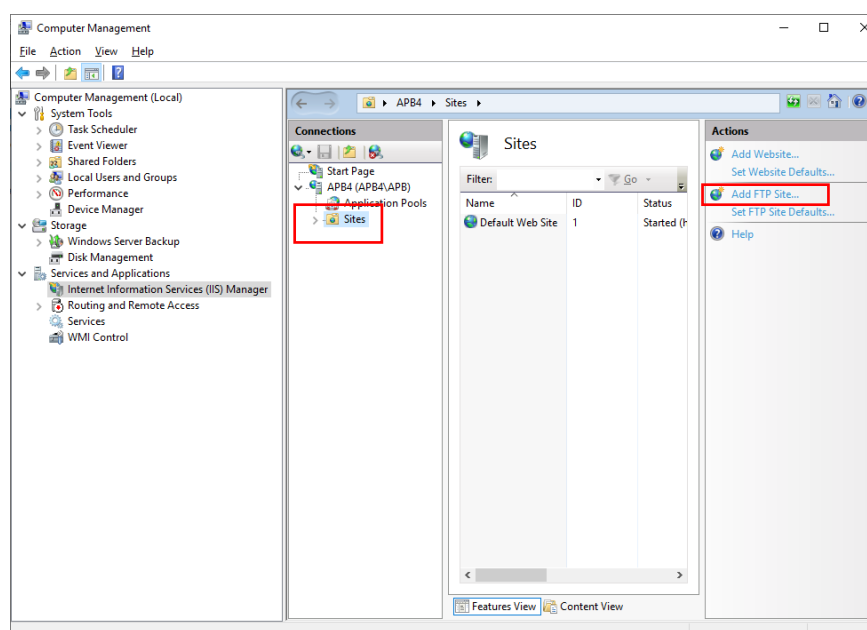 Computer Management
File Action View Help
Computer Management (Local)
System Tools
Task Scheduler
Event Viewer
Shared Folders
Local Users and Groups
Performance
Device Manager
Storage
Windows Server Backup
Disk Management
Services and Applications
Internet Information Services (IIS) Manager
Routing and Remote Access
Services
WMI Control
APB4 Sites
Connections
Start Page
APB4 (APB4\APB)
Application Pools
Sites
Sites
Filter: Go
Name ID Status
Default Web Site 1 Started (h
Features View Content View
Actions
Add Website...
Set Website Defaults...
Add FTP Site...
Set FTP Site Defaults...
Help